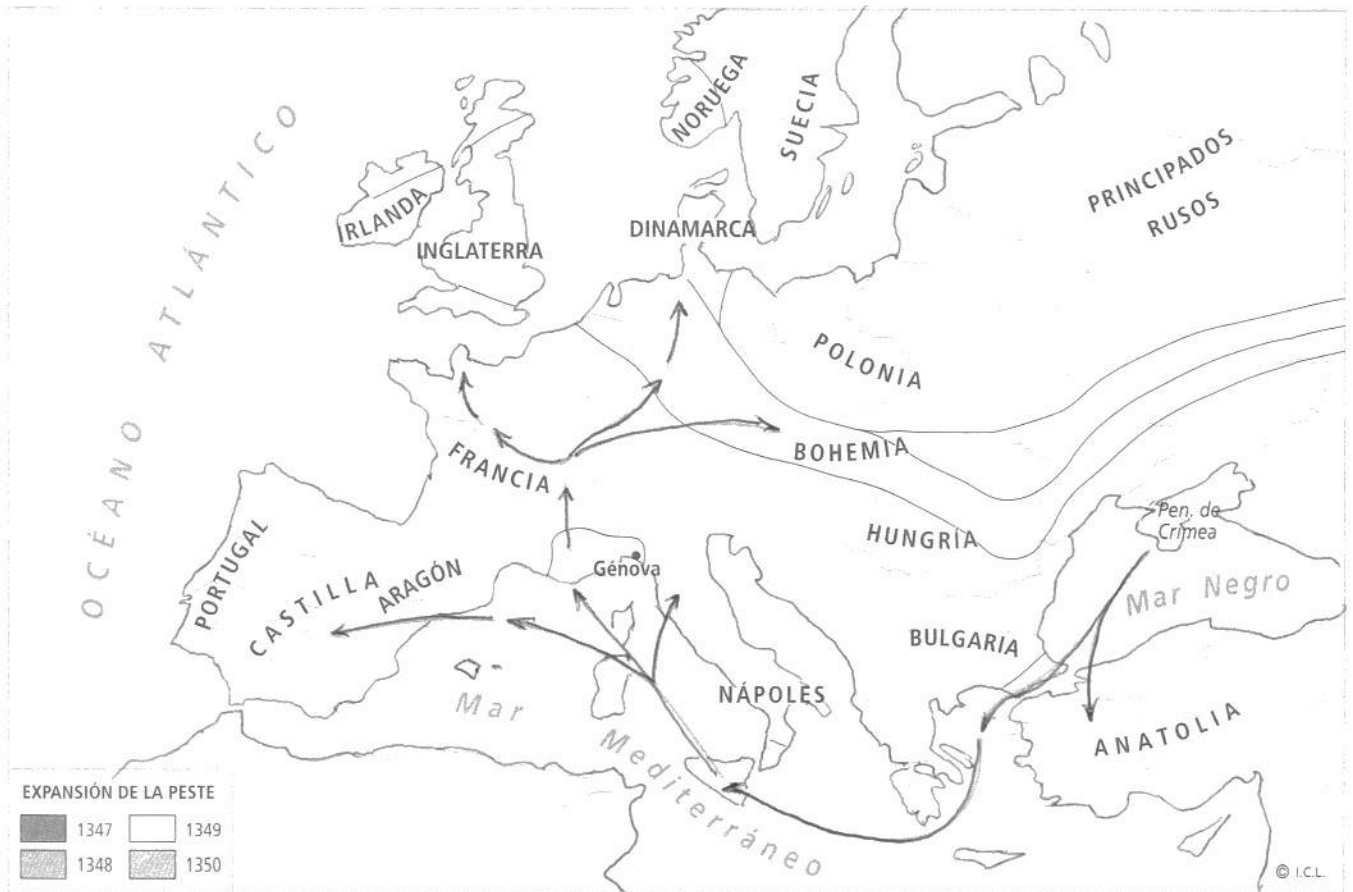 OCÉANO ATLÁNTICO
NORUEGA
SUECIA
PRINCIPADOS
RUSOS
IRLANDA
INGLATERRA
DINAMARCA
POLONIA
BOHEMIA
FRANCIA
HUNGRÍA
Pen. de
Crimea
Mar Negro
Génova
PORTUGAL
CASTILLA
ARAGÓN
BULGARIA
NÁPOLES
ANATOLIA
Mar
Mediterráneo
EXPANSIÓN DE LA PESTE
1347 1349
1348 1350
© I.C.L.